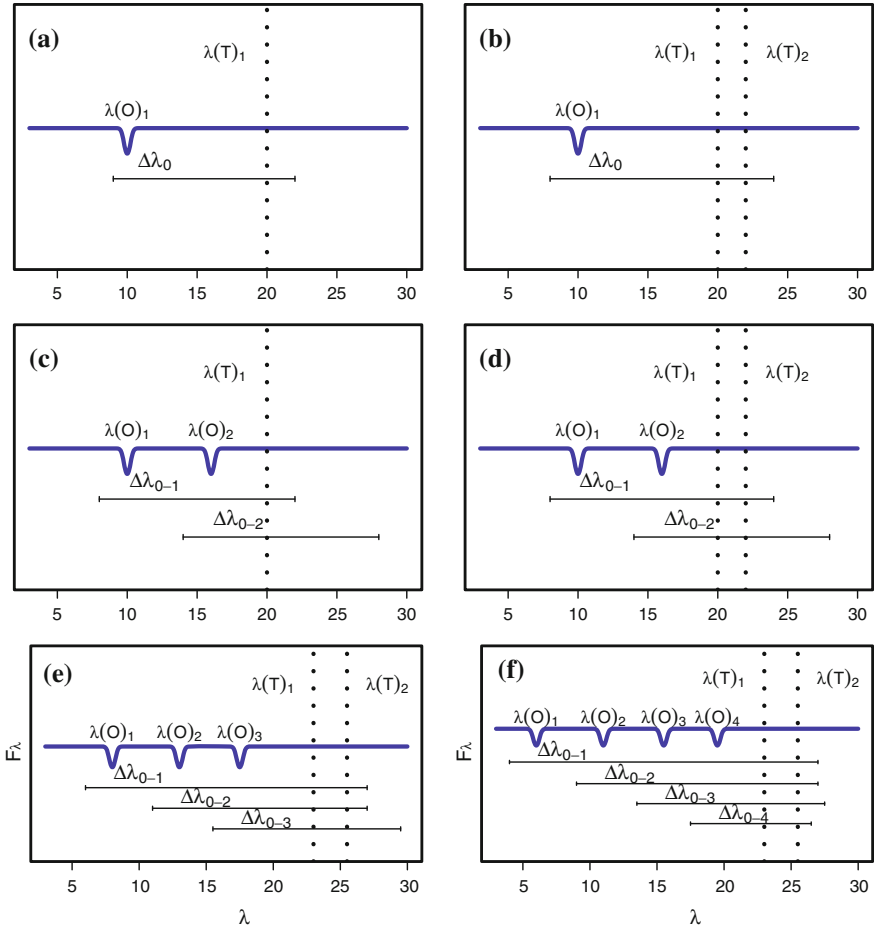 (a) λ(T)₁
λ(O)₁
Δλ₀
5 10 15 20 25 30
(b) λ(T)₁ λ(T)₂
λ(O)₁
Δλ₀
5 10 15 20 25 30
(c) λ(T)₁
λ(O)₁ λ(O)₂
Δλ₀₋₁
Δλ₀₋₂
5 10 15 20 25 30
(d) λ(T)₁ λ(T)₂
λ(O)₁ λ(O)₂
Δλ₀₋₁
Δλ₀₋₂
5 10 15 20 25 30
(e) λ(T)₁ λ(T)₂
λ(O)₁ λ(O)₂ λ(O)₃
Fλ
Δλ₀₋₁
Δλ₀₋₂
Δλ₀₋₃
5 10 15 20 25 30
λ
(f) λ(T)₁ λ(T)₂
λ(O)₁ λ(O)₂ λ(O)₃ λ(O)₄
Fλ
Δλ₀₋₁
Δλ₀₋₂
Δλ₀₋₃
Δλ₀₋₄
5 10 15 20 25 30
λ